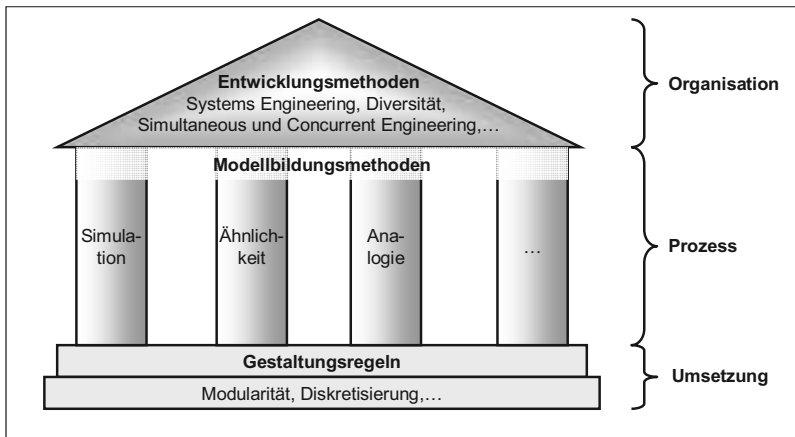 Entwicklungsmethoden
Systems Engineering, Diversität,
Simultaneous und Concurrent Engineering,…
Organisation
Modellbildungsmethoden
Simula-
tion
Ähnlich-
keit
Ana-
logie
…
Prozess
Gestaltungsregeln
Modularität, Diskretisierung,…
Umsetzung